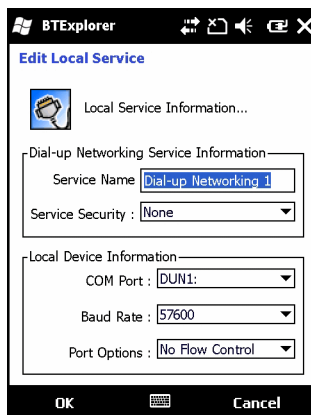 BTExplorer
Edit Local Service
Local Service Information...
Dial-up Networking Service Information
Service Name Dial-up Networking 1
Service Security : None
Local Device Information
COM Port : DUN1:
Baud Rate : 57600
Port Options : No Flow Control
OK Cancel